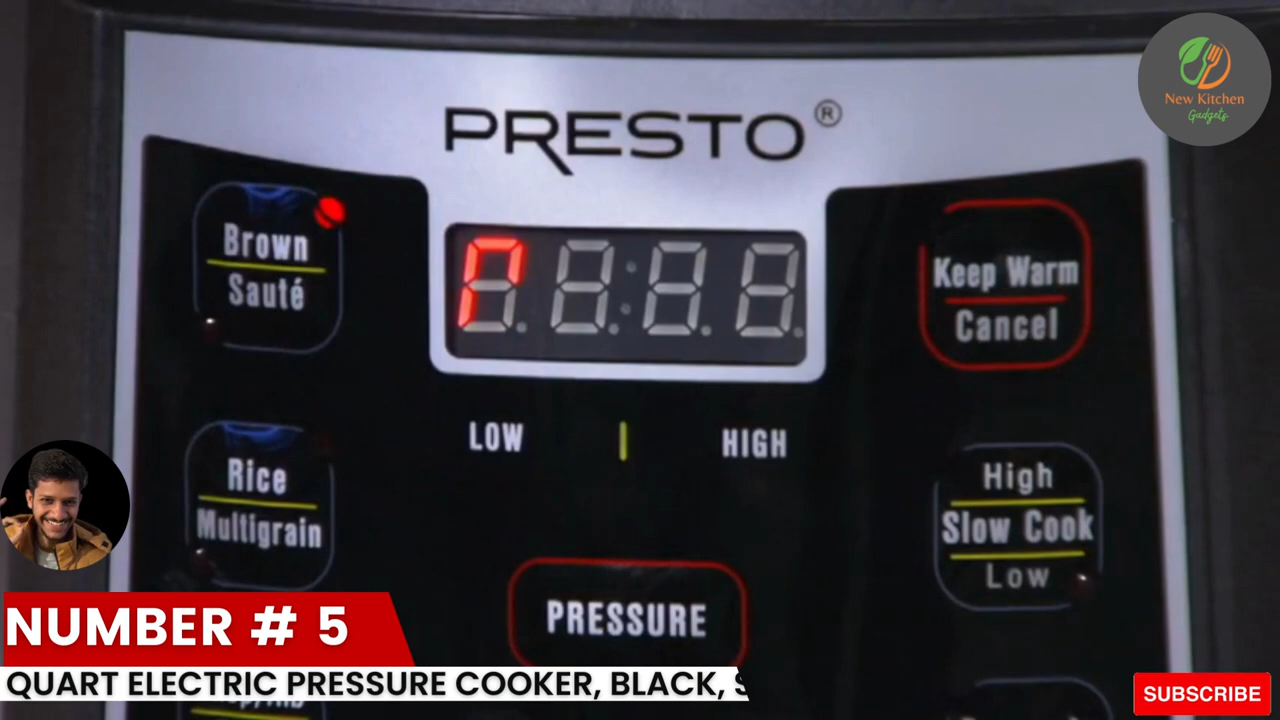 PRESTO®
New Kitchen
Gadgets
Brown
Sauté
Keep Warm
Cancel
LOW
HIGH
Rice
Multigrain
High
Slow Cook
Low
PRESSURE
NUMBER # 5
QUART ELECTRIC PRESSURE COOKER, BLACK,
SUBSCRIBE